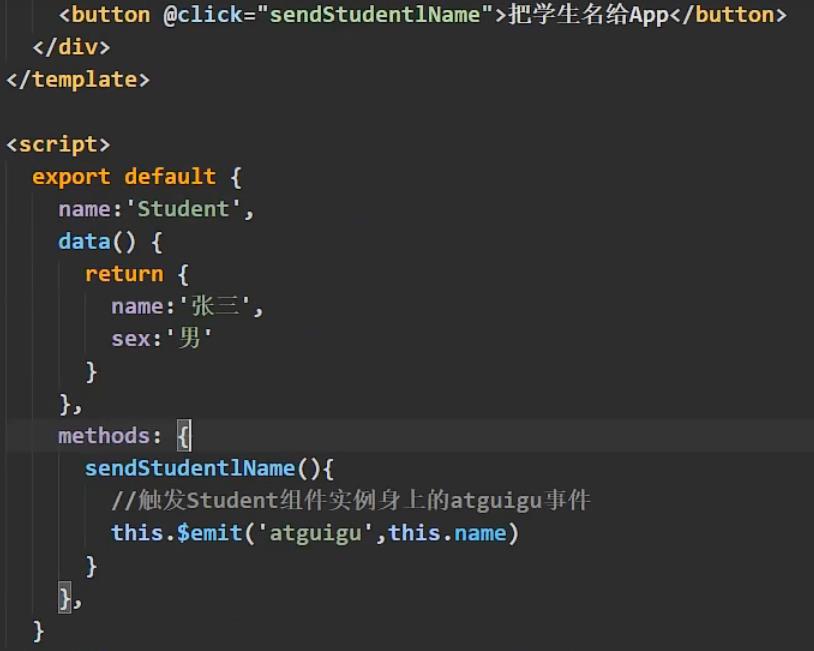 <button @click="sendStudentlName">把学生名给App</button>
</div>
</template>
<script>
export default {
name:'Student',
data() {
return {
name:'张三',
sex:'男'
}
},
methods: {
sendStudentlName(){
//触发Student组件实例身上的atguigu事件
this.$emit('atguigu',this.name)
}
},
}